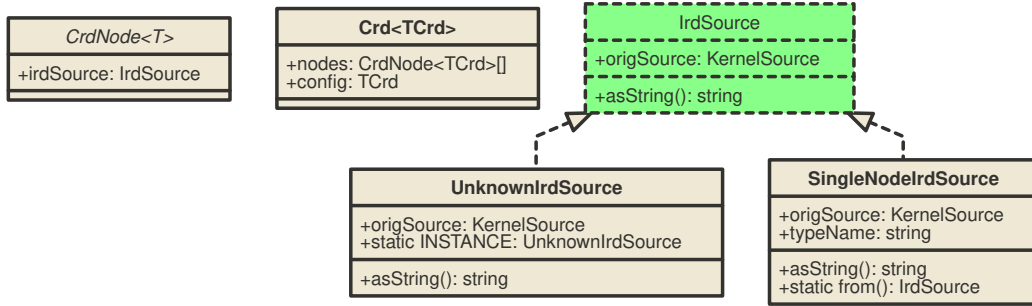 CrdNode<T>
+irdSource: IrdSource
Crd<TCrd>
+nodes: CrdNode<TCrd>[]
+config: TCrd
IrdSource
+origSource: KernelSource
+asString(): string
UnknownIrdSource
+origSource: KernelSource
+static INSTANCE: UnknownIrdSource
+asString(): string
SingleNodeIrdSource
+origSource: KernelSource
+typeName: string
+asString(): string
+static from(): IrdSource